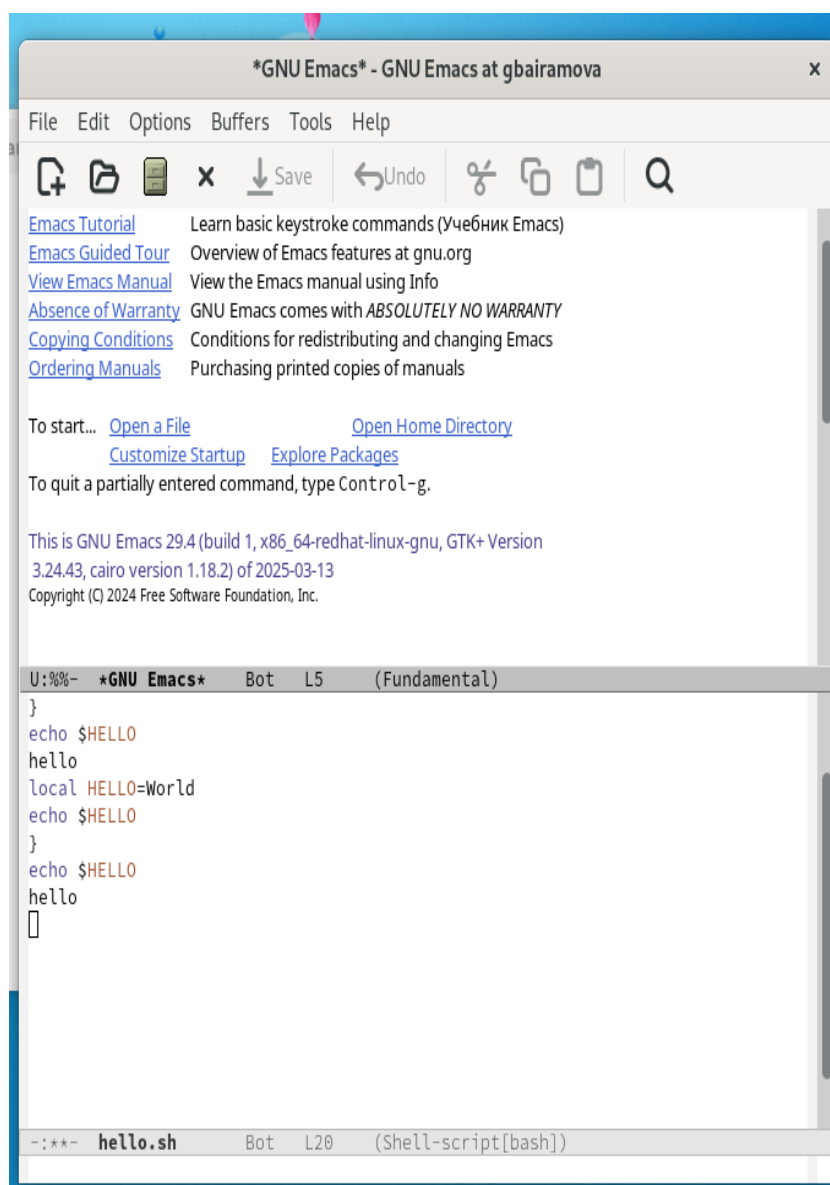 *GNU Emacs* - GNU Emacs at gbairamova
File Edit Options Buffers Tools Help
Save Undo
Emacs Tutorial Learn basic keystroke commands (Учебник Emacs)
Emacs Guided Tour Overview of Emacs features at gnu.org
View Emacs Manual View the Emacs manual using Info
Absence of Warranty GNU Emacs comes with ABSOLUTELY NO WARRANTY
Copying Conditions Conditions for redistributing and changing Emacs
Ordering Manuals Purchasing printed copies of manuals
To start... Open a File Open Home Directory
Customize Startup Explore Packages
To quit a partially entered command, type Control-g.
This is GNU Emacs 29.4 (build 1, x86_64-redhat-linux-gnu, GTK+ Version
3.24.43, cairo version 1.18.2) of 2025-03-13
Copyright (C) 2024 Free Software Foundation, Inc.
U:%%- *GNU Emacs* Bot L5 (Fundamental)
}
echo $HELLO
hello
local HELLO=World
echo $HELLO
}
echo $HELLO
hello
-:**- hello.sh Bot L20 (Shell-script[bash])